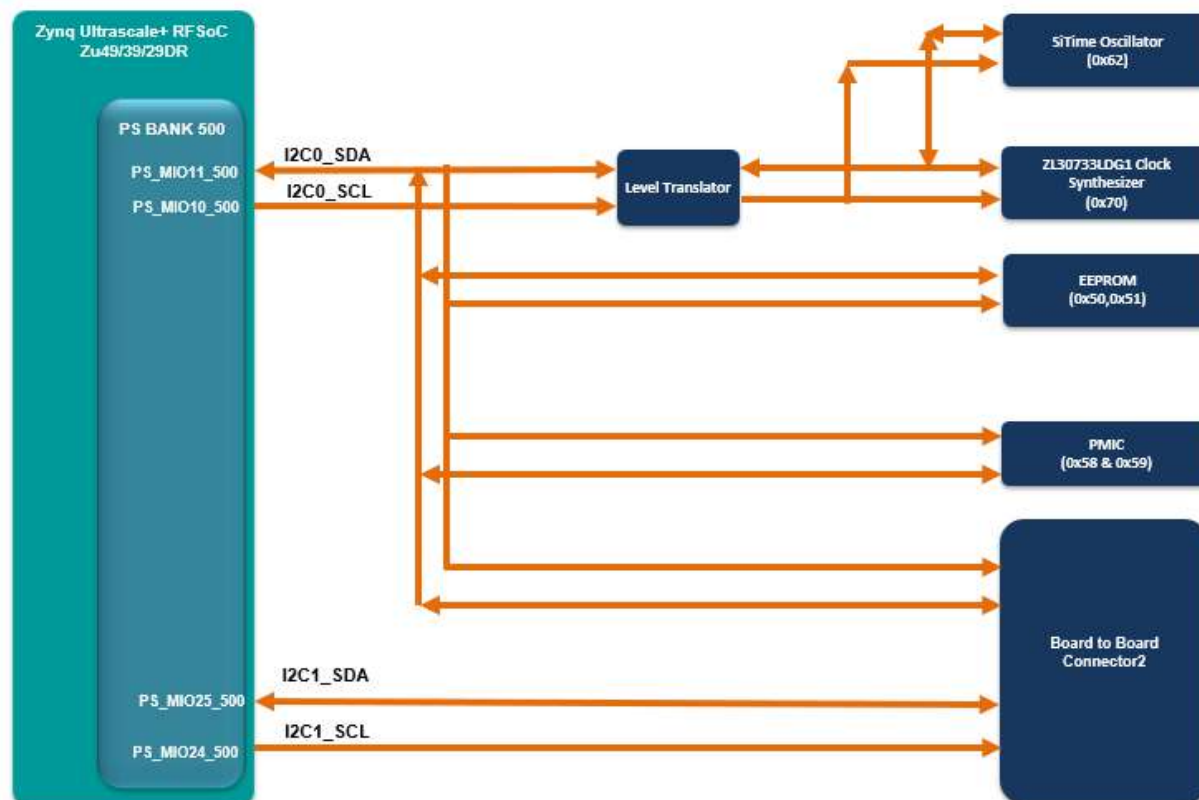 Zynq Ultrascale+ RFSoC
Zu49/39/29DR
PS BANK 500
PS_MIO11_500
PS_MIO10_500
I2C0_SDA
I2C0_SCL
Level Translator
SiTime Oscillator
(0x62)
ZL30733LDG1 Clock
Synthesizer
(0x70)
EEPROM
(0x50,0x51)
PMIC
(0x58 & 0x59)
Board to Board
Connector2
I2C1_SDA
PS_MIO25_500
I2C1_SCL
PS_MIO24_500